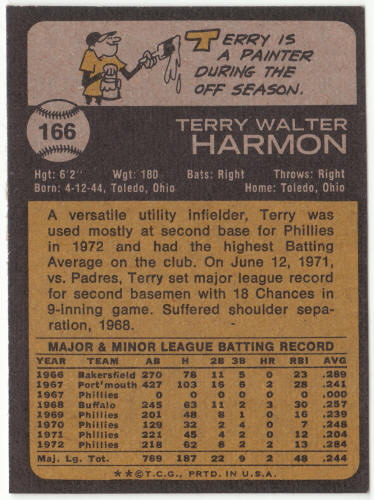 TERRY IS
A PAINTER
DURING THE
OFF SEASON.
166
TERRY WALTER
HARMON
Hgt: 6'2" Wgt: 180 Bats: Right Throws: Right
Born: 4-12-44, Toledo, Ohio Home: Toledo, Ohio
A versatile utility infielder, Terry was
used mostly at second base for Phillies
in 1972 and had the highest Batting
Average on the club. On June 12, 1971,
vs. Padres, Terry set major league record
for second basemen with 18 Chances in
9-inning game. Suffered shoulder sepa-
ration, 1968.
MAJOR & MINOR LEAGUE BATTING RECORD
YEAR TEAM AB H 2B 3B HR RBI AVG
1966 Bakersfield 270 78 11 5 0 23 .289
1967 Port'mouth 427 103 16 6 2 28 .241
1967 Phillies 0 0 0 0 0 0 .000
1968 Buffalo 245 63 11 2 3 30 .257
1969 Phillies 201 48 8 1 0 16 .239
1970 Phillies 129 32 2 4 0 7 .248
1971 Phillies 221 45 4 2 0 12 .204
1972 Phillies 218 62 8 2 2 13 .284
Maj. Lg. Tot. 769 187 22 9 2 48 .244
**©T.C.G., PRTD. IN U.S.A.